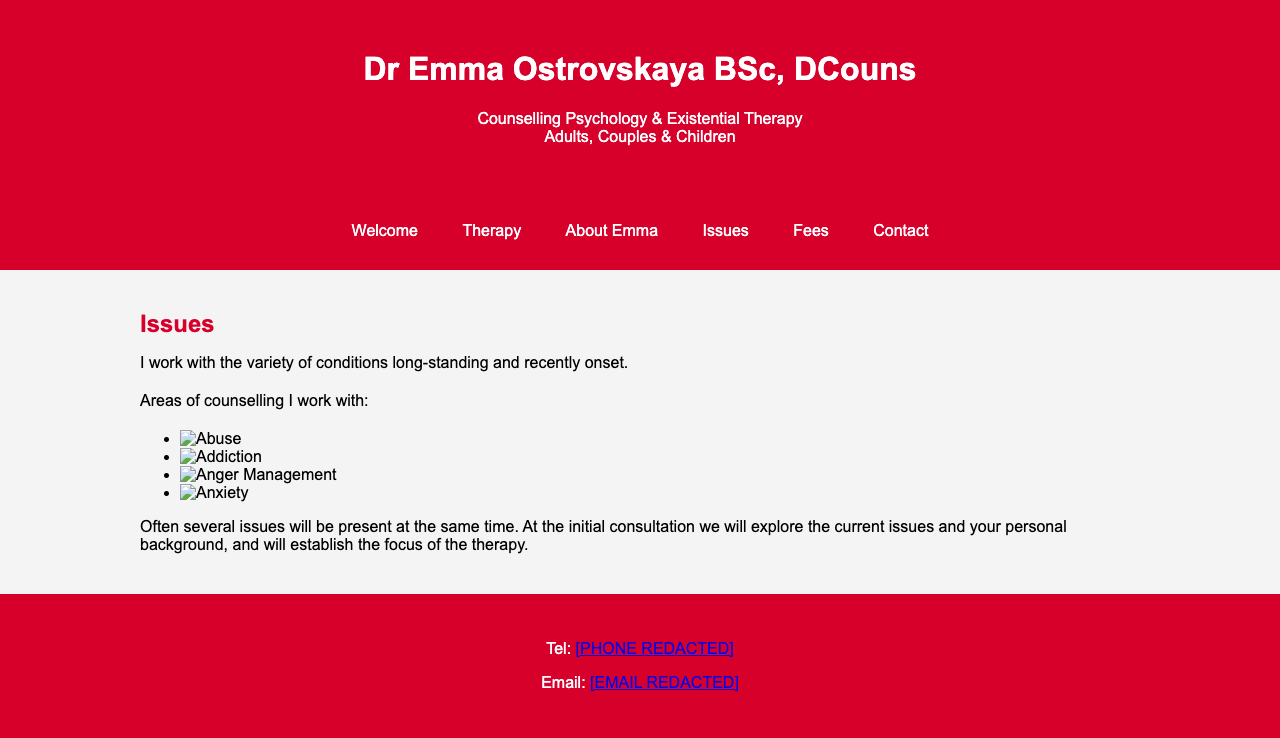 Dr Emma Ostrovskaya BSc, DCouns
Counselling Psychology & Existential Therapy
Adults, Couples & Children
Welcome Therapy About Emma Issues Fees Contact
Issues
I work with the variety of conditions long-standing and recently onset.
Areas of counselling I work with:
Abuse
Addiction
Anger Management
Anxiety
Often several issues will be present at the same time. At the initial consultation we will explore the current issues and your personal
background, and will establish the focus of the therapy.
Tel: [PHONE REDACTED]
Email: [EMAIL REDACTED]